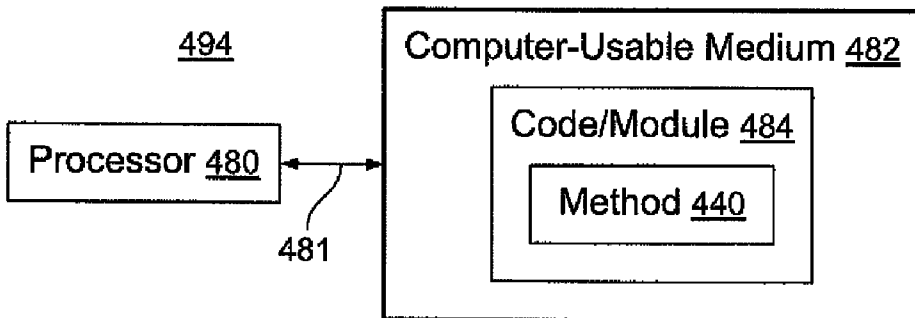 494
Computer-Usable Medium 482
Code/Module 484
Processor 480
Method 440
481